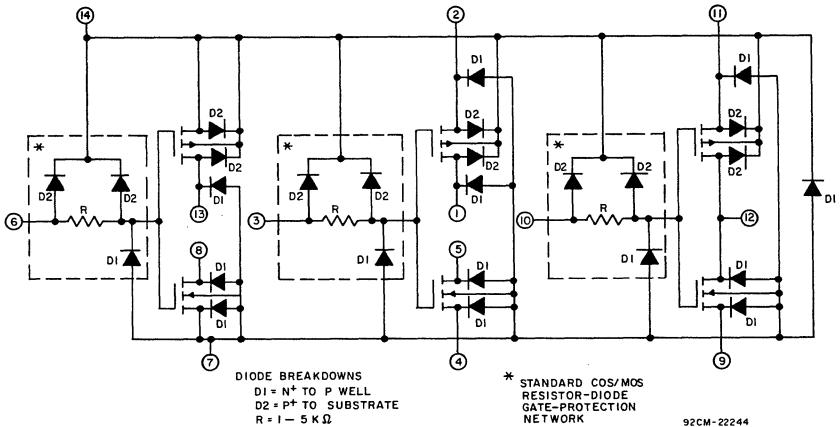 14
2
11
D1
D1
D2
D2
D2
*
*
*
D2
D2
D2
D2
D2
D2
D2
D2
D2
D1
D1
D1
R
R
R
6
13
3
1
10
12
8
5
D1
D1
D1
D1
D1
D1
D1
D1
D1
7
4
9
DIODE BREAKDOWNS
D1 = N+ TO P WELL
D2 = P+ TO SUBSTRATE
R = 1 – 5 KΩ
* STANDARD COS/MOS
RESISTOR-DIODE
GATE-PROTECTION
NETWORK
92CM-22244